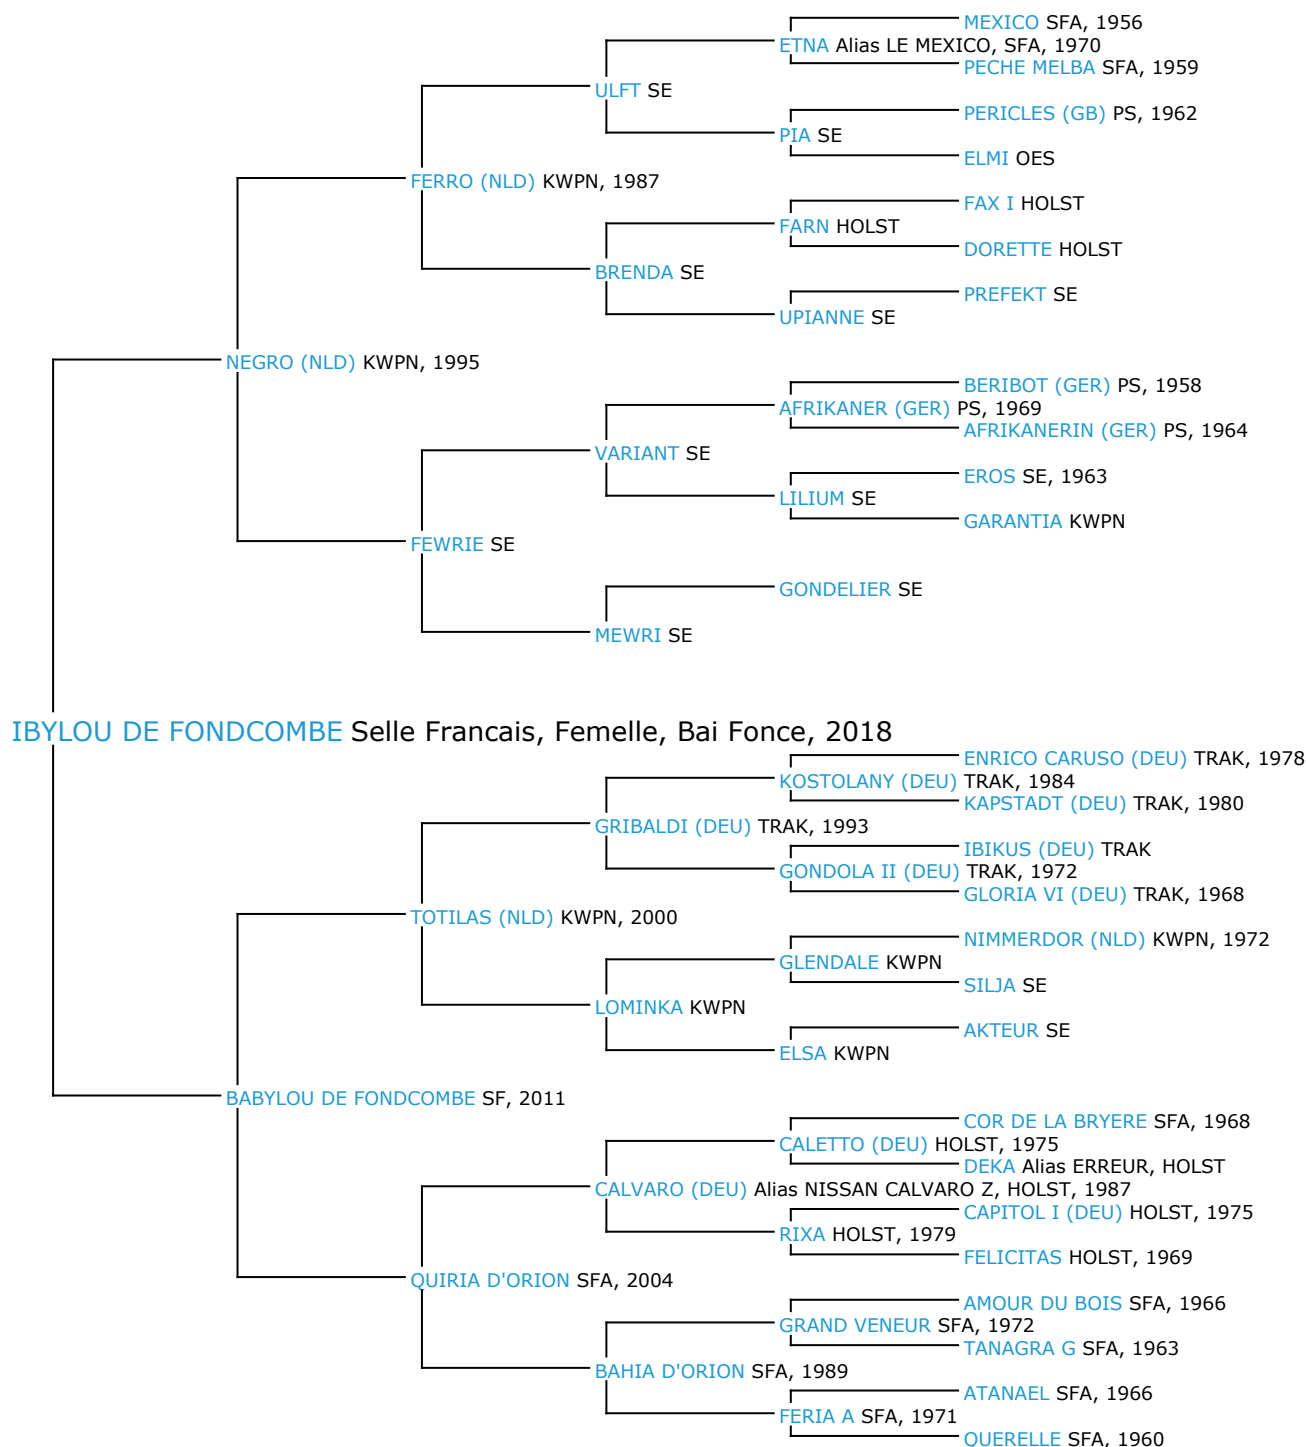 MEXICO SFA, 1956
ETNA Alias LE MEXICO, SFA, 1970
PECHE MELBA SFA, 1959
ULFT SE
PERICLES (GB) PS, 1962
PIA SE
ELMI OES
FERRO (NLD) KWPN, 1987
FAX I HOLST
FARN HOLST
DORETTE HOLST
BRENDA SE
PREFEKT SE
UPIANNE SE
NEGRO (NLD) KWPN, 1995
BERIBOT (GER) PS, 1958
AFRIKANER (GER) PS, 1969
AFRIKANERIN (GER) PS, 1964
VARIANT SE
EROS SE, 1963
LILIUM SE
GARANTIA KWPN
FEWRIE SE
GONDELIER SE
MEWRI SE
IBYLOU DE FONDCOMBE Selle Francais, Femelle, Bai Fonce, 2018
ENRICO CARUSO (DEU) TRAK, 1978
KOSTOLANY (DEU) TRAK, 1984
KAPSTADT (DEU) TRAK, 1980
GRIBALDI (DEU) TRAK, 1993
IBIKUS (DEU) TRAK
GONDOLA II (DEU) TRAK, 1972
GLORIA VI (DEU) TRAK, 1968
TOTILAS (NLD) KWPN, 2000
NIMMERDOR (NLD) KWPN, 1972
GLENDALE KWPN
SILJA SE
LOMINKA KWPN
AKTEUR SE
ELSA KWPN
BABYLOU DE FONDCOMBE SF, 2011
COR DE LA BRYERE SFA, 1968
CALETTO (DEU) HOLST, 1975
DEKA Alias ERREUR, HOLST
CALVARO (DEU) Alias NISSAN CALVARO Z, HOLST, 1987
CAPITOL I (DEU) HOLST, 1975
RIXA HOLST, 1979
FELICITAS HOLST, 1969
QUIRIA D'ORION SFA, 2004
AMOUR DU BOIS SFA, 1966
GRAND VENEUR SFA, 1972
TANAGRA G SFA, 1963
BAHIA D'ORION SFA, 1989
ATANAEL SFA, 1966
FERIA A SFA, 1971
QUERELLE SFA, 1960